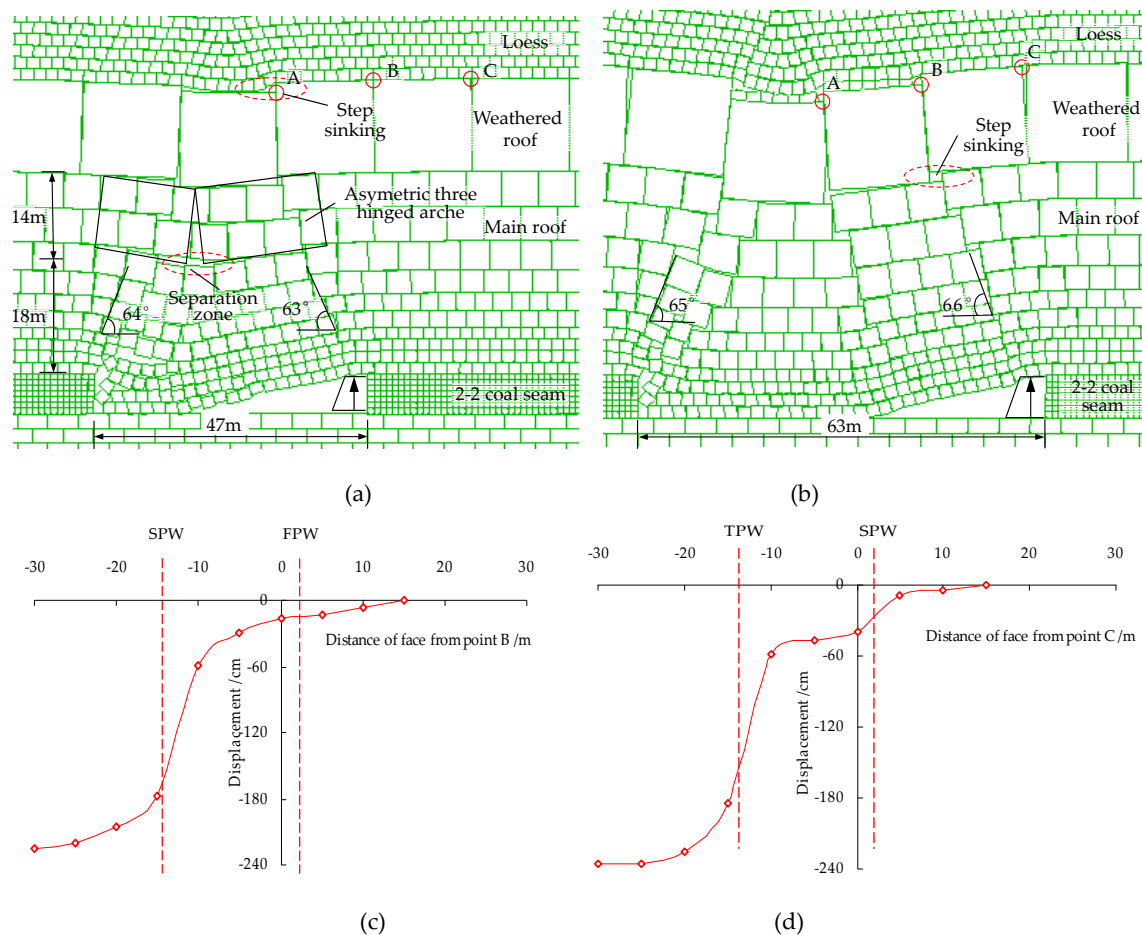 Loess
A
B
C
Step
sinking
Weathered
roof
Asymetric three
hinged arche
14m
Main roof
Separation
zone
18m
64°
63°
2-2 coal seam
47m
(a)
Loess
C
B
A
Weathered
roof
Step
sinking
Main roof
65°
66°
2-2 coal
seam
63m
(b)
SPW
FPW
-30 -20 -10 0 10 20 30
0
-60
-120
-180
-240
Distance of face from point B /m
Displacement /cm
(c)
TPW
SPW
-30 -20 -10 0 10 20 30
0
-60
-120
-180
-240
Distance of face from point C /m
Displacement /cm
(d)